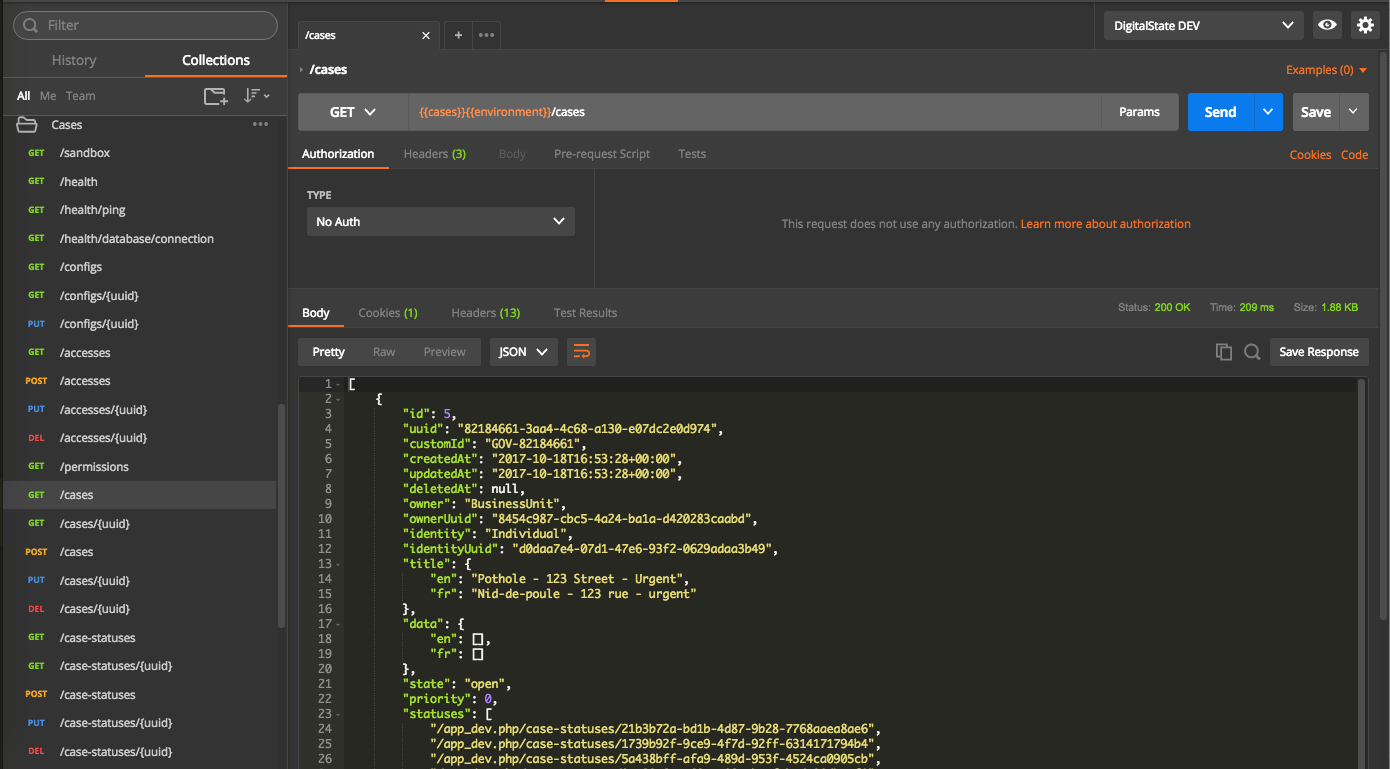 Filter
History Collections
All Me Team
Cases
GET /sandbox
GET /health
GET /health/ping
GET /health/database/connection
GET /configs
GET /configs/{uuid}
PUT /configs/{uuid}
GET /accesses
POST /accesses
PUT /accesses/{uuid}
DEL /accesses/{uuid}
GET /permissions
GET /cases
GET /cases/{uuid}
POST /cases
PUT /cases/{uuid}
DEL /cases/{uuid}
GET /case-statuses
GET /case-statuses/{uuid}
POST /case-statuses
PUT /case-statuses/{uuid}
DEL /case-statuses/{uuid}
/cases
DigitalState DEV
/cases
Examples (0)
GET {{cases}}{{environment}}/cases Params Send Save
Authorization Headers (3) Body Pre-request Script Tests Cookies Code
TYPE
No Auth
This request does not use any authorization. Learn more about authorization
Body Cookies (1) Headers (13) Test Results Status: 200 OK Time: 209 ms Size: 1.88 KB
Pretty Raw Preview JSON Save Response
1 [
2 {
3 "id": 5,
4 "uuid": "82184661-3aa4-4c68-a130-e07dc2e0d974",
5 "customId": "GOV-82184661",
6 "createdAt": "2017-10-18T16:53:28+00:00",
7 "updatedAt": "2017-10-18T16:53:28+00:00",
8 "deletedAt": null,
9 "owner": "BusinessUnit",
10 "ownerUuid": "8454c987-cbc5-4a24-ba1a-d420283caabd",
11 "identity": "Individual",
12 "identityUuid": "d0daa7e4-07d1-47e6-93f2-0629adaa3b49",
13 "title": {
14 "en": "Pothole - 123 Street - Urgent",
15 "fr": "Nid-de-poule - 123 rue - urgent"
16 },
17 "data": {
18 "en": [],
19 "fr": []
20 },
21 "state": "open",
22 "priority": 0,
23 "statuses": [
24 "/app_dev.php/case-statuses/21b3b72a-bd1b-4d87-9b28-7768aaea8ae6",
25 "/app_dev.php/case-statuses/1739b92f-9ce9-4f7d-92ff-6314171794b4",
26 "/app_dev.php/case-statuses/5a438bff-afa9-489d-953f-4524ca0905cb",